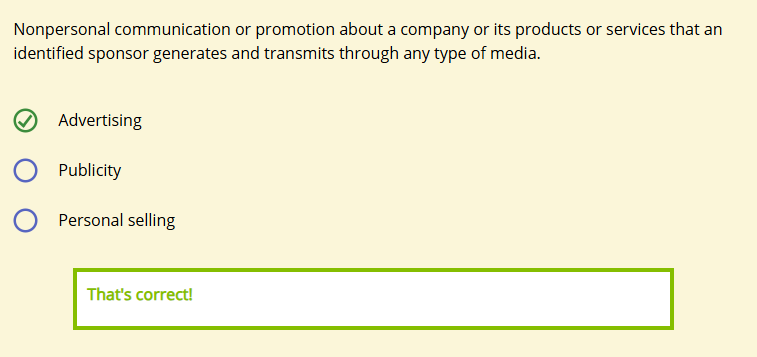 Nonpersonal communication or promotion about a company or its products or services that an
identified sponsor generates and transmits through any type of media.
Advertising
Publicity
Personal selling
That's correct!